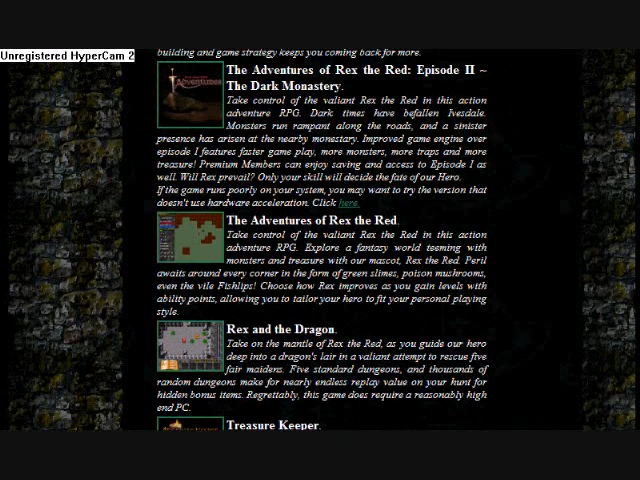 building and game strategy keeps you coming back for more.
Unregistered HyperCam 2
The Adventures of Rex the Red: Episode II ~
The Dark Monastery.
Take control of the valiant Rex the Red in this action
adventure RPG. Dark times have befallen Ivesdale.
Monsters run rampant along the roads, and a sinister
presence has arisen at the nearby monestary. Improved game engine over
episode I features faster game play, more monsters, more traps and more
treasure! Premium Members can enjoy saving and access to Episode I as
well. Will Rex prevail? Only your skill will decide the fate of our Hero.
If the game runs poorly on your system, you may want to try the version that
doesn't use hardware acceleration. Click here.
The Adventures of Rex the Red.
Take control of the valiant Rex the Red in this action
adventure RPG. Explore a fantasy world teeming with
monsters and treasure with our mascot, Rex the Red. Peril
awaits around every corner in the form of green slimes, poison mushrooms,
even the vile Fishlips! Choose how Rex improves as you gain levels with
ability points, allowing you to tailor your hero to fit your personal playing
style.
Rex and the Dragon.
Take on the mantle of Rex the Red, as you guide our hero
deep into a dragon's lair in a valiant attempt to rescue five
fair maidens. Five standard dungeons, and thousands of
random dungeons make for nearly endless replay value on your hunt for
hidden bonus items. Regrettably, this game does require a reasonably high
end PC.
Treasure Keeper.